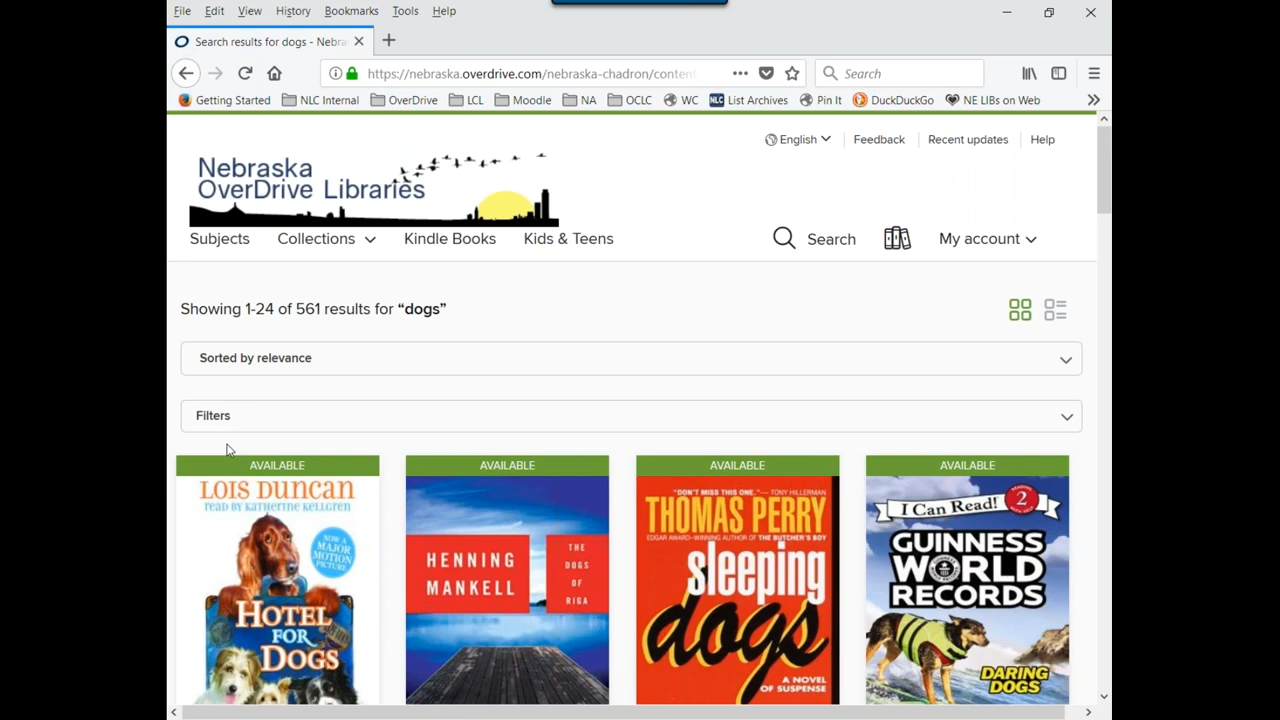 File Edit View History Bookmarks Tools Help
Search results for dogs - Nebra
https://nebraska.overdrive.com/nebraska-chadron/content
Search
Getting Started NLC Internal OverDrive LCL Moodle NA OCLC WC NLC List Archives Pin It DuckDuckGo NE LIBs on Web
English Feedback Recent updates Help
Nebraska
OverDrive Libraries
Subjects Collections Kindle Books Kids & Teens Search My account
Showing 1-24 of 561 results for “dogs”
Sorted by relevance
Filters
AVAILABLE AVAILABLE AVAILABLE AVAILABLE
LOIS DUNCAN
READ BY KATHERINE KELLGREN
NOW A
MAJOR
MOTION
PICTURE
HOTEL
FOR
DOGS
HENNING
MANKELL
THE
DOGS
OF
RIGA
"DON'T MISS THIS ONE."— TONY HILLERMAN
THOMAS PERRY
EDGAR AWARD-WINNING AUTHOR OF THE BUTCHER'S BOY
sleeping
dogs
A NOVEL
OF SUSPENSE
I Can Read!
READING
2
GUINNESS
WORLD
RECORDS
DARING
DOGS